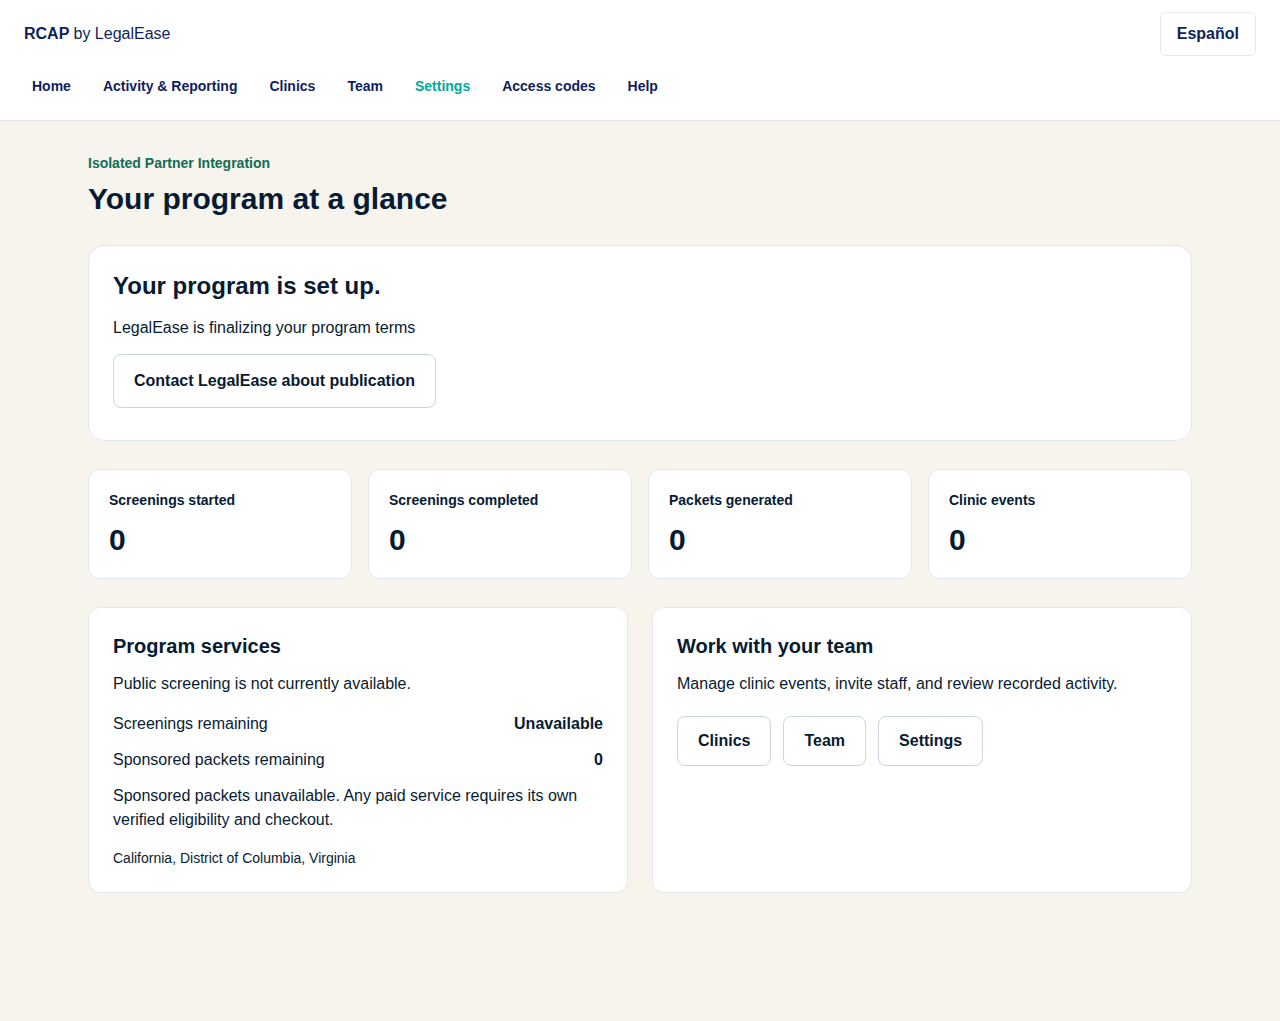 RCAP by LegalEase
Español
Home Activity & Reporting Clinics Team Settings Access codes Help
Isolated Partner Integration
Your program at a glance
Your program is set up.
LegalEase is finalizing your program terms
Contact LegalEase about publication
Screenings started
0
Screenings completed
0
Packets generated
0
Clinic events
0
Program services
Public screening is not currently available.
Screenings remaining Unavailable
Sponsored packets remaining 0
Sponsored packets unavailable. Any paid service requires its own
verified eligibility and checkout.
California, District of Columbia, Virginia
Work with your team
Manage clinic events, invite staff, and review recorded activity.
Clinics Team Settings